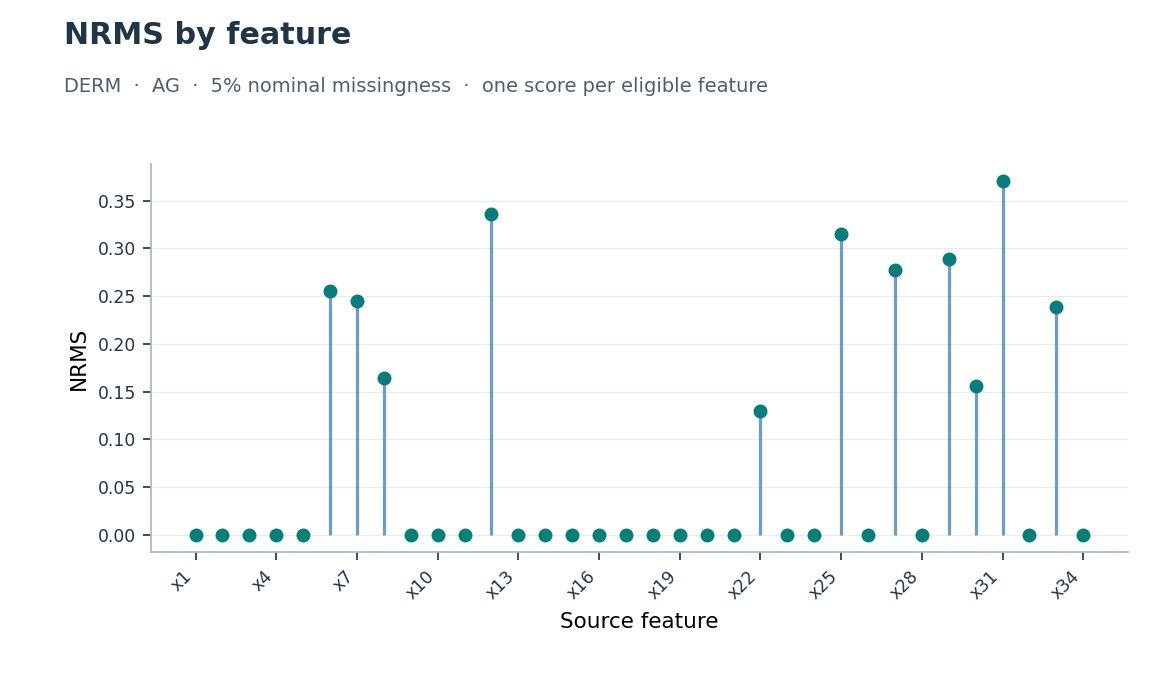 NRMS by feature
DERM · AG · 5% nominal missingness · one score per eligible feature
NRMS
0.35
0.30
0.25
0.20
0.15
0.10
0.05
0.00
x1 x4 x7 x10 x13 x16 x19 x22 x25 x28 x31 x34
Source feature